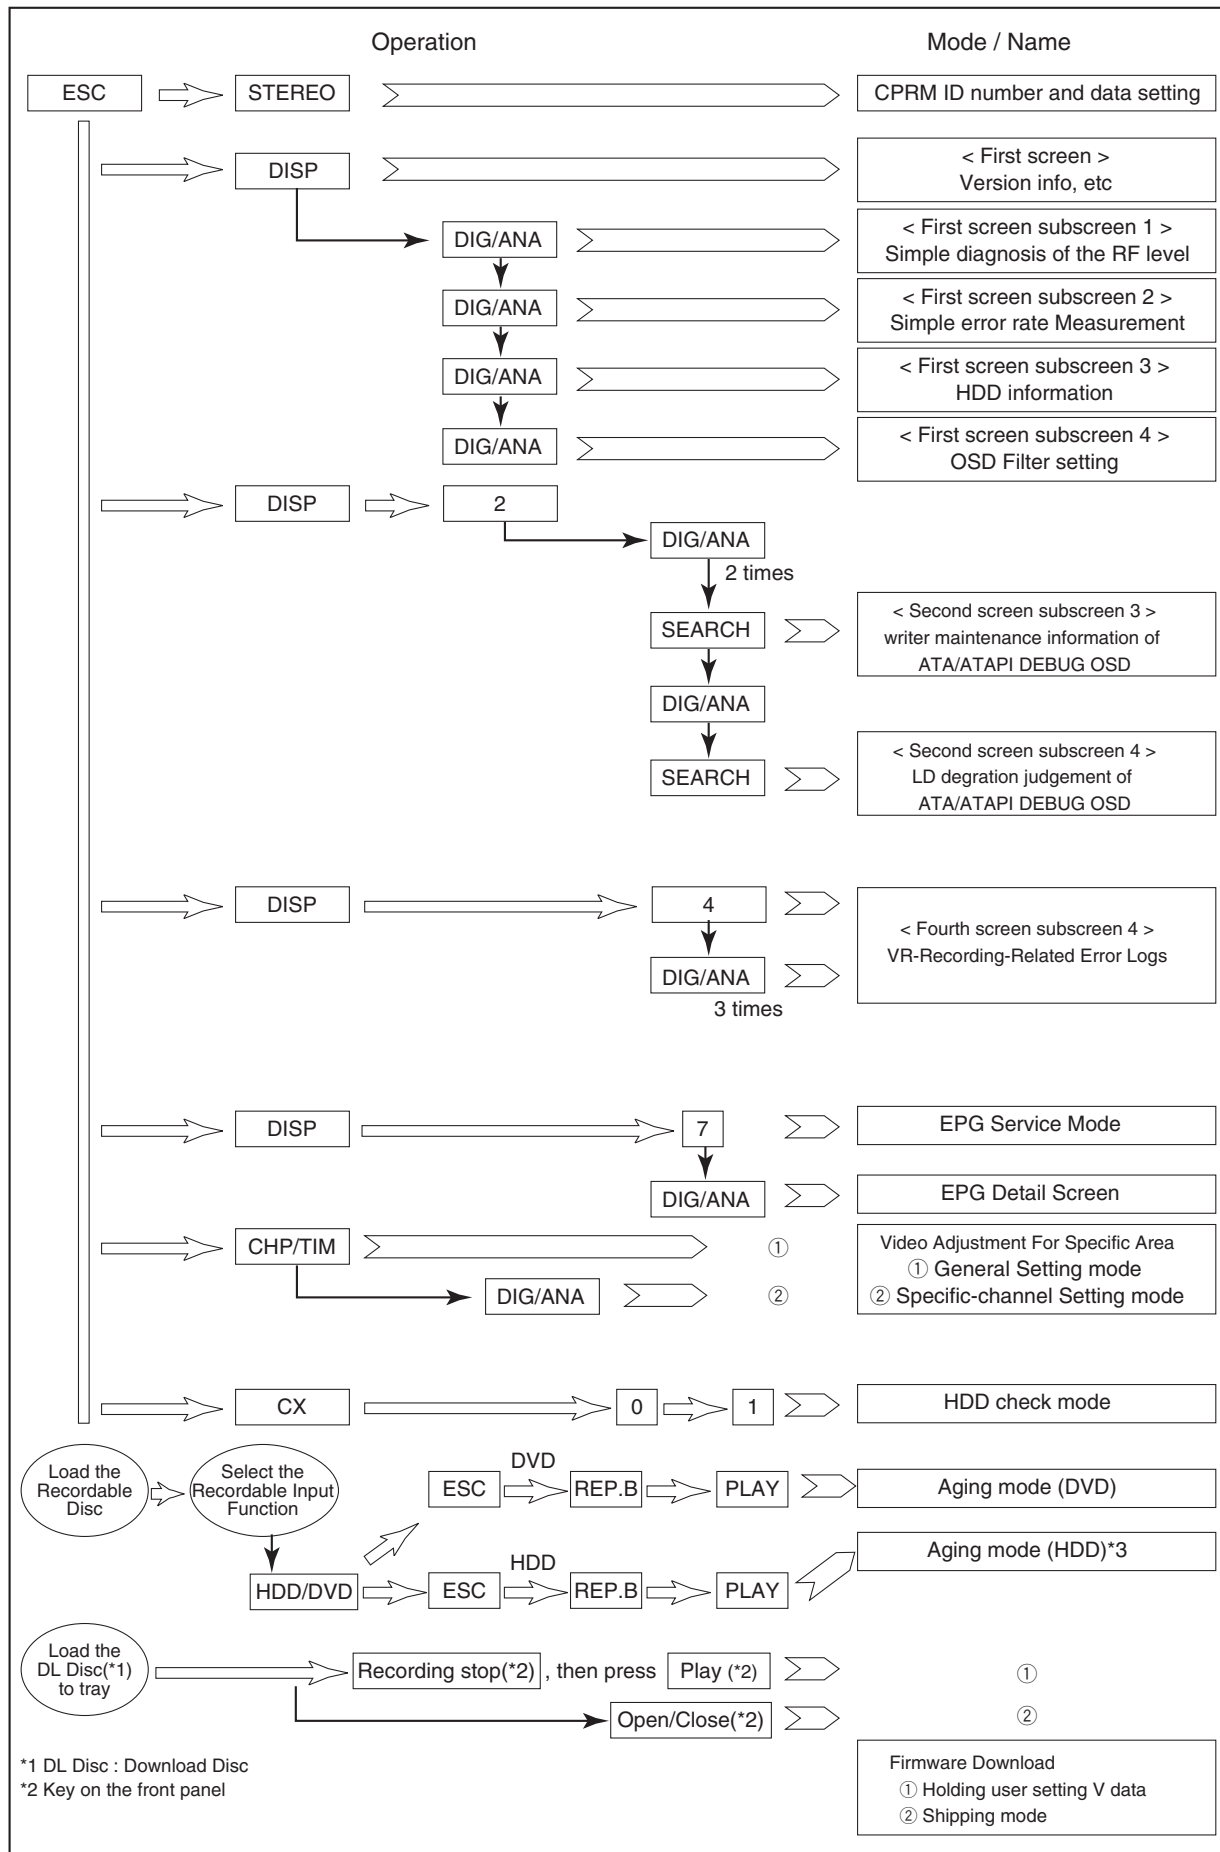 Operation
Mode / Name
ESC
STEREO
CPRM ID number and data setting
DISP
< First screen >
Version info, etc
DIG/ANA
< First screen subscreen 1 >
Simple diagnosis of the RF level
DIG/ANA
< First screen subscreen 2 >
Simple error rate Measurement
DIG/ANA
< First screen subscreen 3 >
HDD information
DIG/ANA
< First screen subscreen 4 >
OSD Filter setting
DISP
2
DIG/ANA
2 times
SEARCH
< Second screen subscreen 3 >
writer maintenance information of
ATA/ATAPI DEBUG OSD
DIG/ANA
SEARCH
< Second screen subscreen 4 >
LD degration judgement of
ATA/ATAPI DEBUG OSD
DISP
4
DIG/ANA
3 times
< Fourth screen subscreen 4 >
VR-Recording-Related Error Logs
DISP
7
EPG Service Mode
DIG/ANA
EPG Detail Screen
CHP/TIM
①
DIG/ANA
②
Video Adjustment For Specific Area
① General Setting mode
② Specific-channel Setting mode
CX
0
1
HDD check mode
Load the
Recordable
Disc
Select the
Recordable Input
Function
ESC
DVD
REP.B
PLAY
Aging mode (DVD)
HDD/DVD
ESC
HDD
REP.B
PLAY
Aging mode (HDD)*3
Load the
DL Disc(*1)
to tray
Recording stop(*2) , then press Play (*2)
①
Open/Close(*2)
②
*1 DL Disc : Download Disc
*2 Key on the front panel
Firmware Download
① Holding user setting V data
② Shipping mode